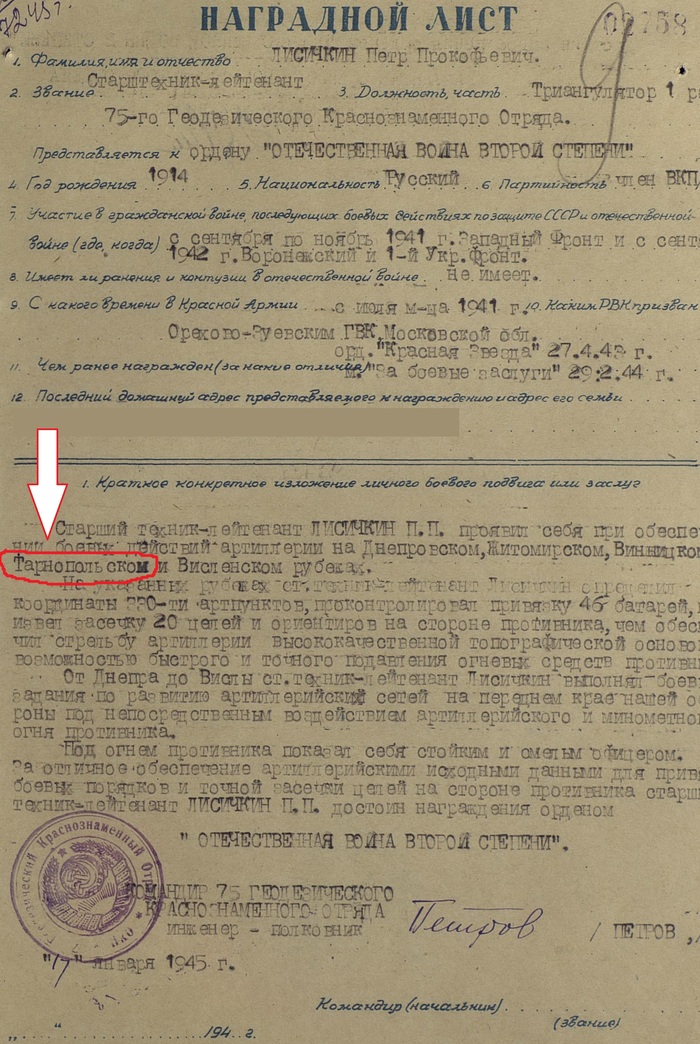 7245г.
НАГРАДНОЙ ЛИСТ
02758
1. Фамилия, имя и отчество ЛИСИЧКИН Петр Прокофьевич.
2. Звание Старштехник-лейтенант 3. Должность, часть Триангулятор 1 ра
75-го Геодезического Краснознаменного Отряда.
Представляется к ордену "ОТЕЧЕСТВЕННАЯ ВОЙНА ВТОРОЙ СТЕПЕНИ"
4. Год рождения 1914 5. Национальность Русский 6. Партийность член ВКП
7. Участие в гражданской войне, последующих боевых действиях по защите СССР и отечественной
войне (где, когда) с сентября по ноябрь 1941 г. Западный Фронт и с сентя
1942 г. Воронежский и 1-й Укр. Фронт.
8. Имеет ли ранения и контузии в отечественной войне Не имеет.
9. С какого времени в Красной Армии с июля м-ца 1941 г. 10. Каким РВК призван
Орехово-Зуевским ГВК, Московской обл.
орд. "Красная Звезда" 27.4.43 г.
11. Чем ранее награжден (за какие отличия) м. "За боевые заслуги" 29.2.44 г.
12. Последний домашний адрес представляемого к награждению и адрес его семьи
1. Краткое конкретное изложение личного боевого подвига или заслуг
Старший техник-лейтенант ЛИСИЧКИН П.П. проявил себя при обеспе
нии боевых действий артиллерии на Днепровском, Житомирском, Винницко
Тарнопольском и Висленском рубежах.
На указанных рубежах ст.техник-лейтенант Лисичкин определил
координаты 330-ти артпунктов, проконтролировал привязку 46 батарей,
извел засечку 20 целей и ориентиров на стороне противника, чем обес
чил стрельбу артиллерии высококачественной топографической осново
возможностью быстрого и точного подавления огневых средств противни
От Днепра до Вислы ст.техник-лейтенант Лисичкин выполнял боев
задания по развитию артиллерийский сетей на переднем крае нашей о
роны под непосредственным воздействием артиллерийского и минометно
огня противника.
Под огнем противника показал себя стойким и смелым офицером.
За отличное обеспечение артиллерийскими исходными данными для прив
боевых порядков и точной засечки целей на стороне противника старш
техник-лейтенант ЛИСИЧКИН П.П. достоин награждения орденом
" ОТЕЧЕСТВЕННАЯ ВОЙНА ВТОРОЙ СТЕПЕНИ".
Геодезический Краснознаменный Отряд
КОМАНДИР 75 ГЕОДЕЗИЧЕСКОГО
КРАСНОЗНАМЕННОГО ОТРЯДА
инженер - полковник Петров / ПЕТРОВ /
"17" января 1945 г.
Командир (начальник)
(звание)
„ “ 194 г.